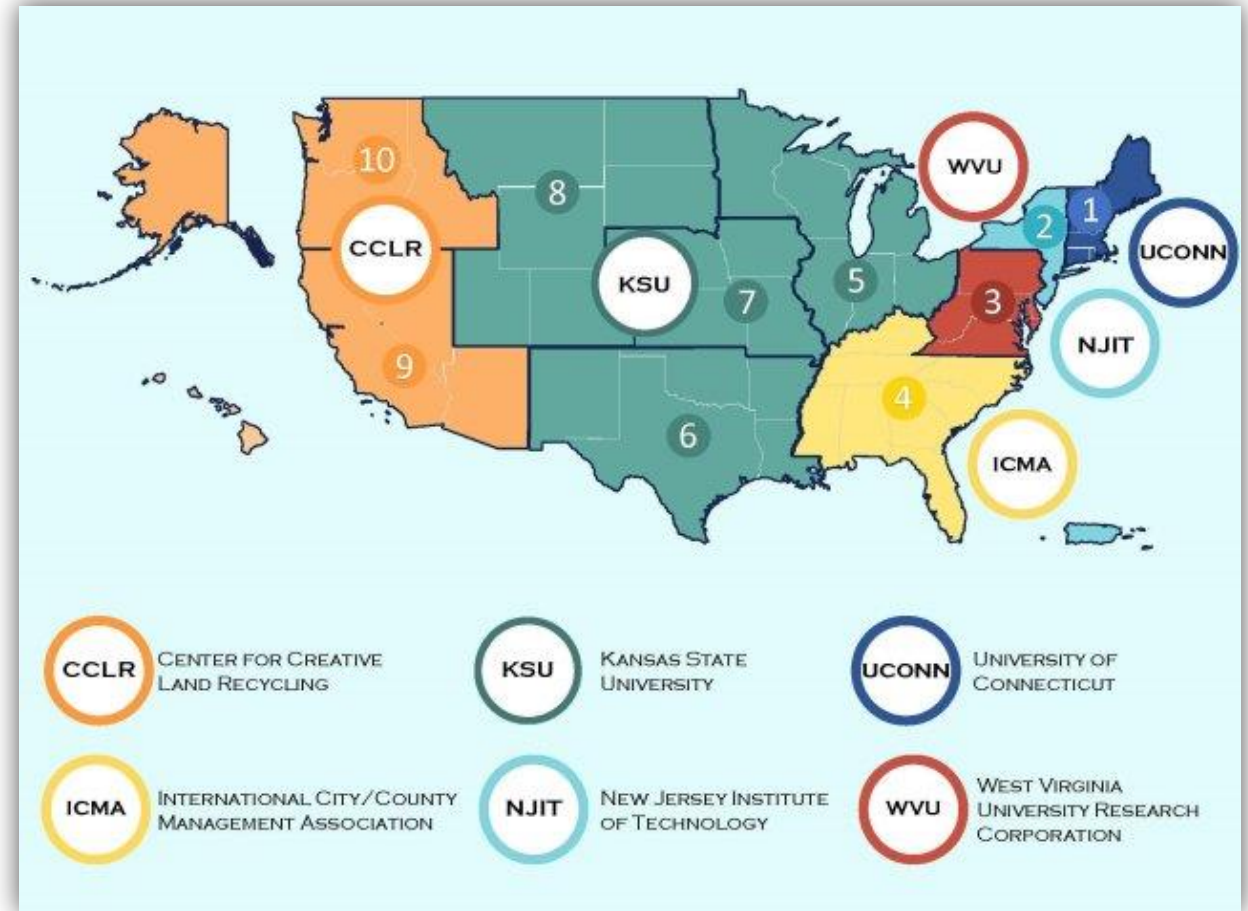 WVU
10
8
1
2
CCLR
UCONN
KSU
5
7
3
NJIT
9
4
6
ICMA
CCLR
CENTER FOR CREATIVE
LAND RECYCLING
KSU
KANSAS STATE
UNIVERSITY
UCONN
UNIVERSITY OF
CONNECTICUT
ICMA
INTERNATIONAL CITY/COUNTY
MANAGEMENT ASSOCIATION
NJIT
NEW JERSEY INSTITUTE
OF TECHNOLOGY
WVU
WEST VIRGINIA
UNIVERSITY RESEARCH
CORPORATION